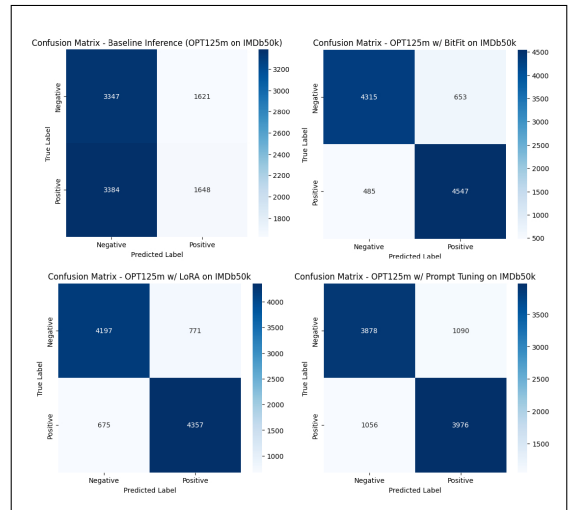 Confusion Matrix - Baseline Inference (OPT125m on IMDb50k)
3347 1621
3384 1648
Negative
Positive
True Label
Negative Positive
Predicted Label
3200
3000
2800
2600
2400
2200
2000
1800
Confusion Matrix - OPT125m w/ BitFit on IMDb50k
4315 653
485 4547
Negative
Positive
True Label
Negative Positive
Predicted Label
4500
4000
3500
3000
2500
2000
1500
1000
500
Confusion Matrix - OPT125m w/ LoRA on IMDb50k
4197 771
675 4357
Negative
Positive
True Label
Negative Positive
Predicted Label
4000
3500
3000
2500
2000
1500
1000
Confusion Matrix - OPT125m w/ Prompt Tuning on IMDb50k
3878 1090
1056 3976
Negative
Positive
True Label
Negative Positive
Predicted Label
3500
3000
2500
2000
1500